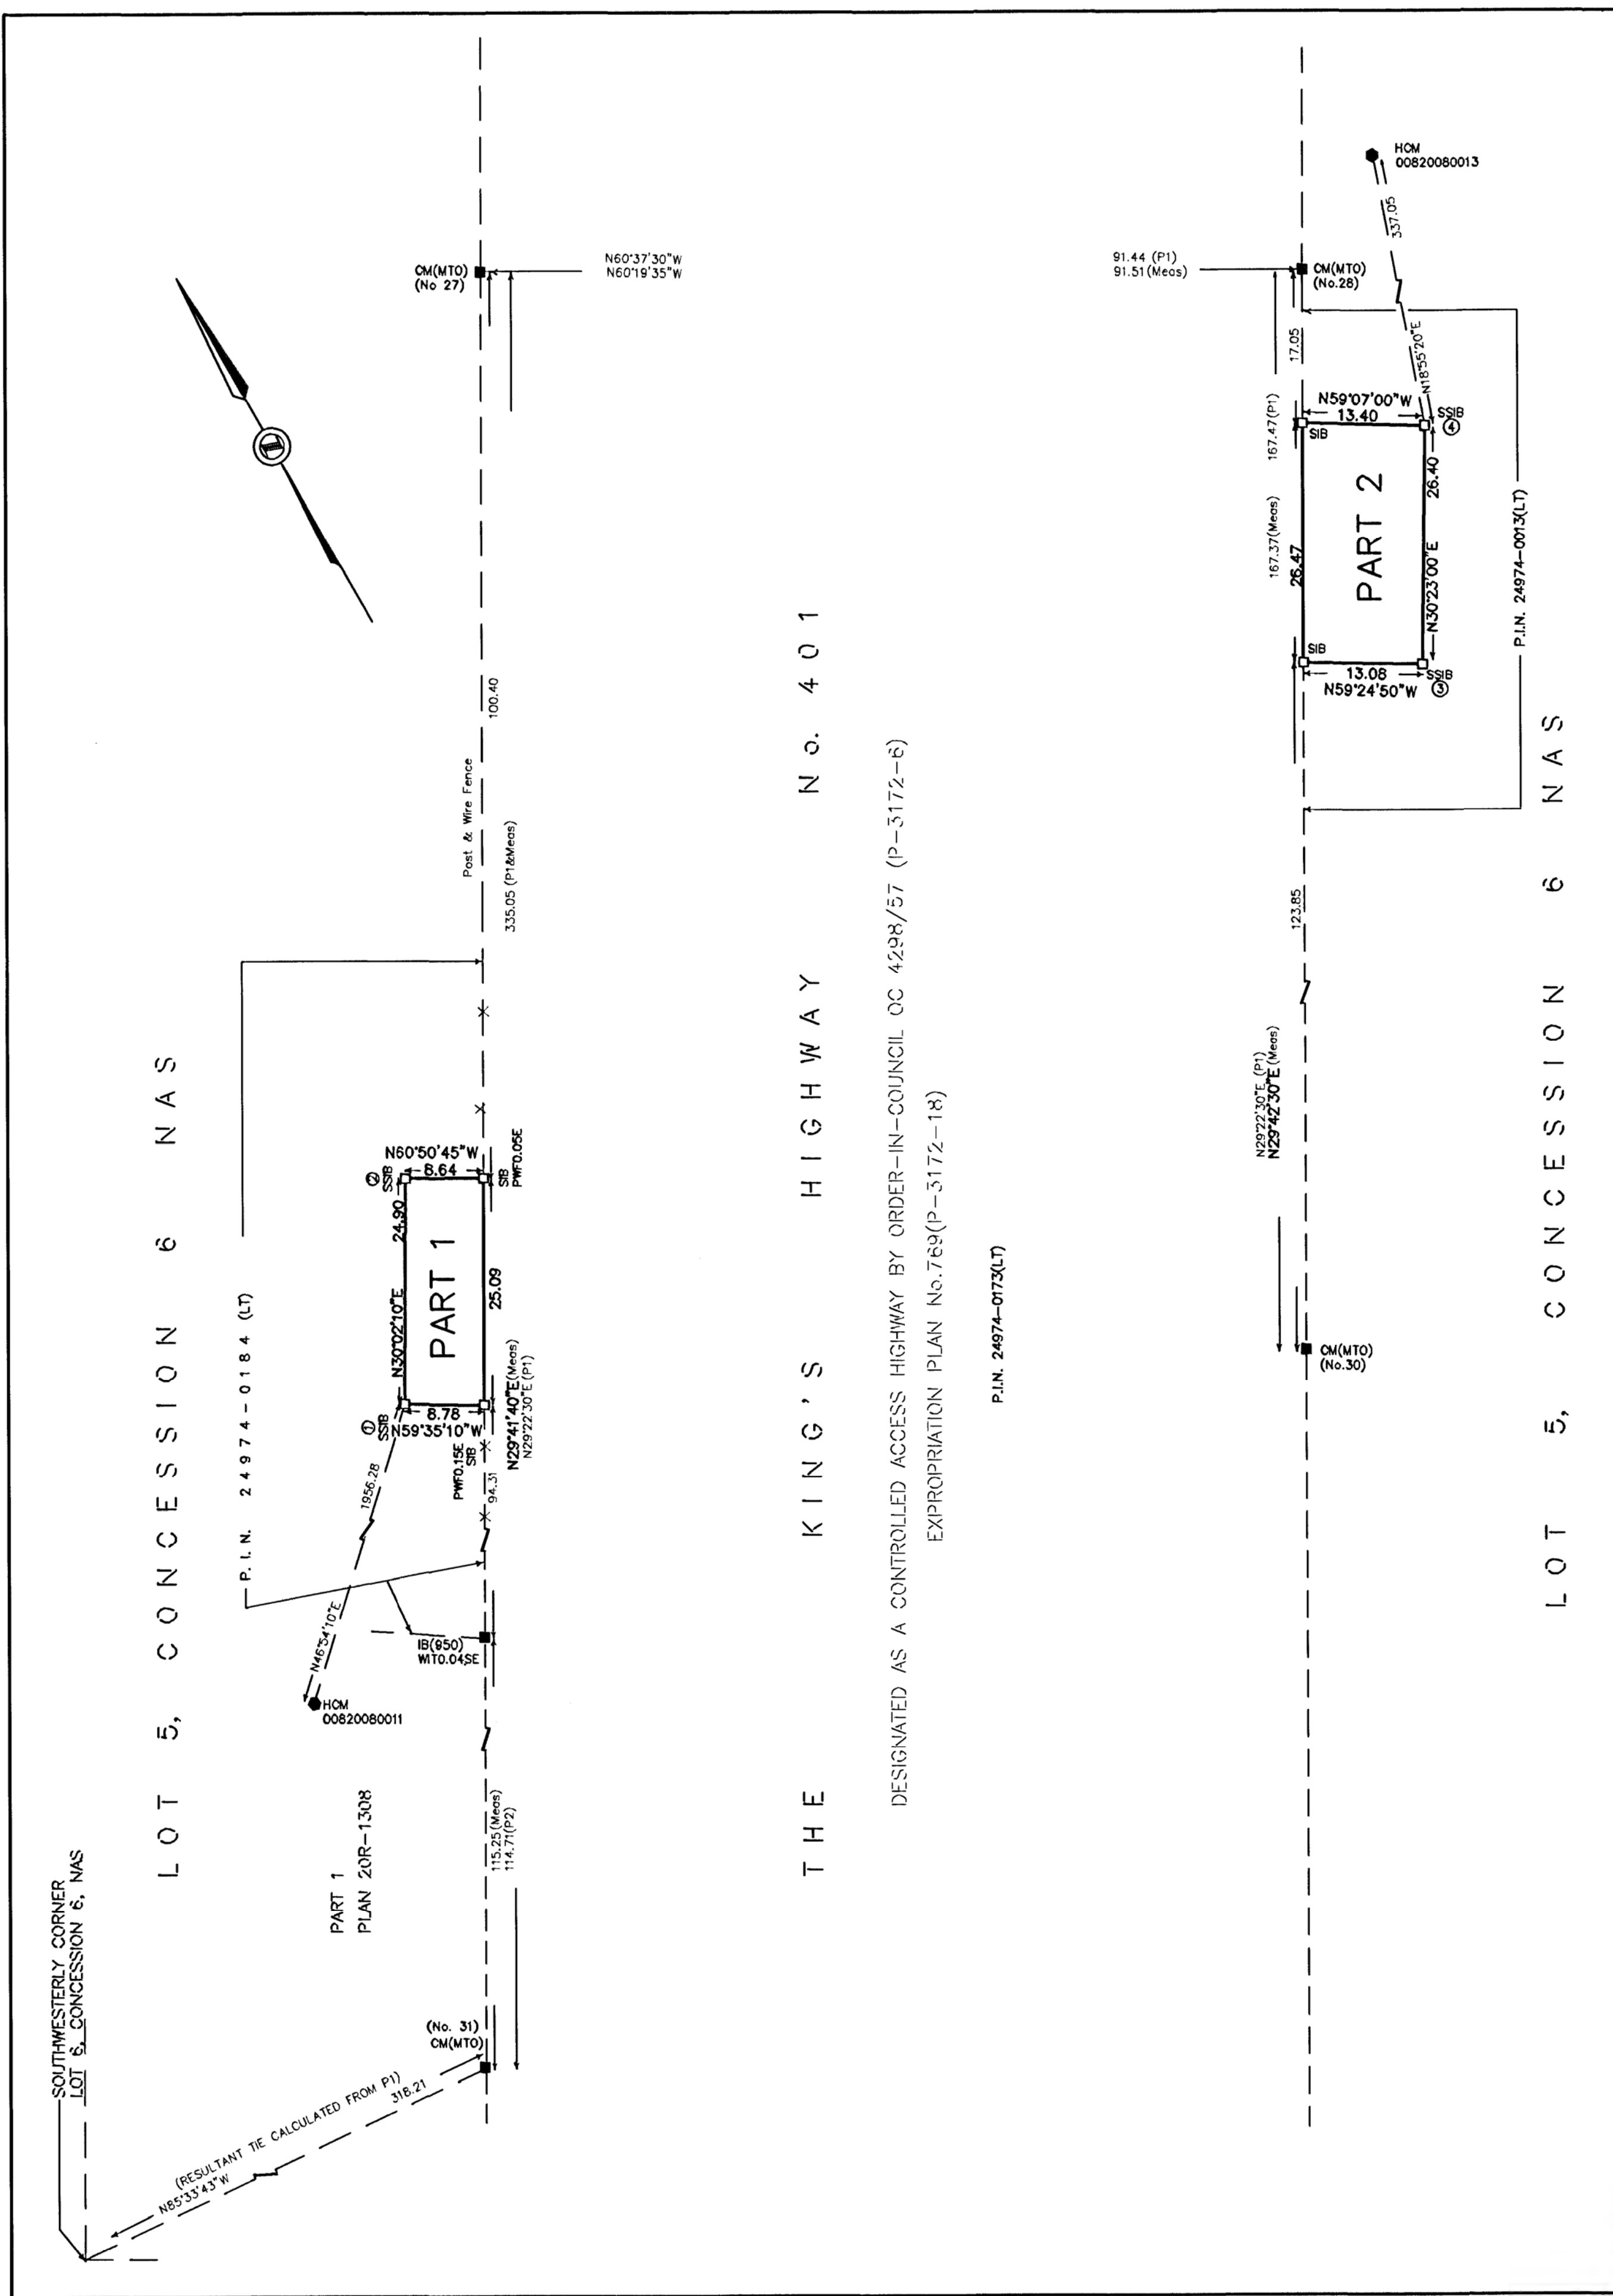 SOUTHWESTERLY CORNER
LOT 6, CONCESSION 6, NAS
(RESULTANT TIE CALCULATED FROM P1)
N85°33'43"W
318.21
(No. 31)
CM(MTO)
LOT 5, CONCESSION 6 NAS
PART 1
PLAN 20R-1308
115.25(Meas)
114.71(P2)
HCM
00820080011
N46°54'10"E
1956.28
IB(950)
WIT0.04SE
P.I.N. 24974-0184 (LT)
PWF0.15E
SIB
94.31
N29°41'40"E(Meas)
N29°22'30"E(P1)
①
SSIB
8.78
N59°35'10"W
N30°02'10"E
24.90
PART 1
25.09
②
SSIB
N60°50'45"W
8.64
SIB
PWF0.05E
335.05 (P1&Meas)
Post & Wire Fence
100.40
CM(MTO)
(No 27)
N60°37'30"W
N60°19'35"W
THE KING'S HIGHWAY No. 401
DESIGNATED AS A CONTROLLED ACCESS HIGHWAY BY ORDER-IN-COUNCIL OC 4298/57 (P-3172-6)
EXPROPRIATION PLAN No.769(P-3172-18)
P.I.N. 24974-0173(LT)
91.44 (P1)
91.51(Meas)
CM(MTO)
(No.28)
HCM
00820080013
337.05
N18°55'20"E
17.05
167.47(P1)
167.37(Meas)
N59°07'00"W
13.40
SIB
SSIB
④
26.47
PART 2
26.40
N30°23'00"E
SIB
13.08
N59°24'50"W
SSIB
③
P.I.N. 24974-0013(LT)
123.85
N29°22'30"E (P1)
N29°42'30"E(Meas)
CM(MTO)
(No.30)
LOT 5, CONCESSION 6 NAS